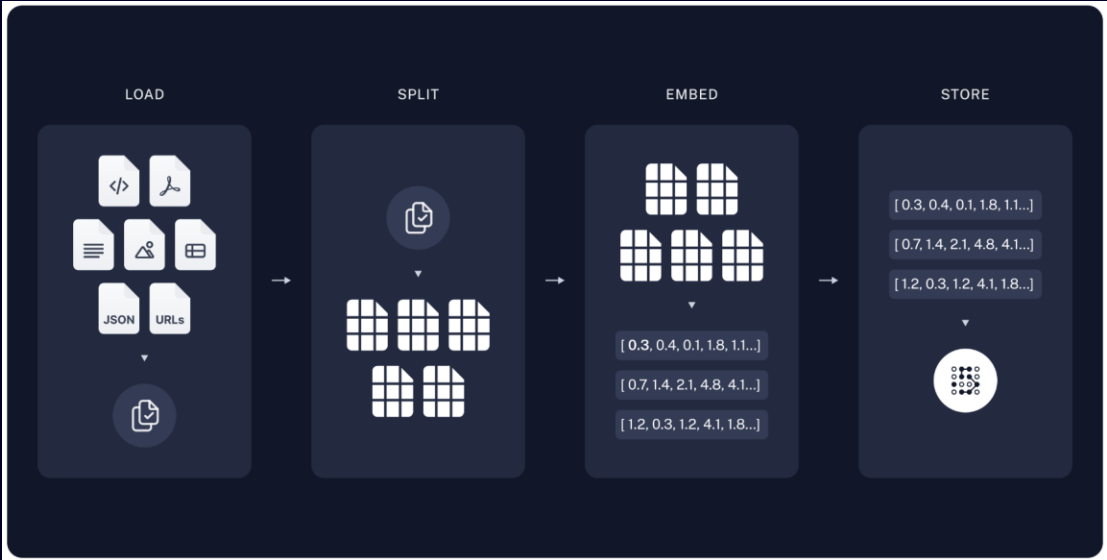 LOAD
SPLIT
EMBED
STORE
</>
JSON
URLs
[ 0.3, 0.4, 0.1, 1.8, 1.1...]
[ 0.7, 1.4, 2.1, 4.8, 4.1...]
[ 1.2, 0.3, 1.2, 4.1, 1.8...]
[ 0.3, 0.4, 0.1, 1.8, 1.1...]
[ 0.7, 1.4, 2.1, 4.8, 4.1...]
[ 1.2, 0.3, 1.2, 4.1, 1.8...]